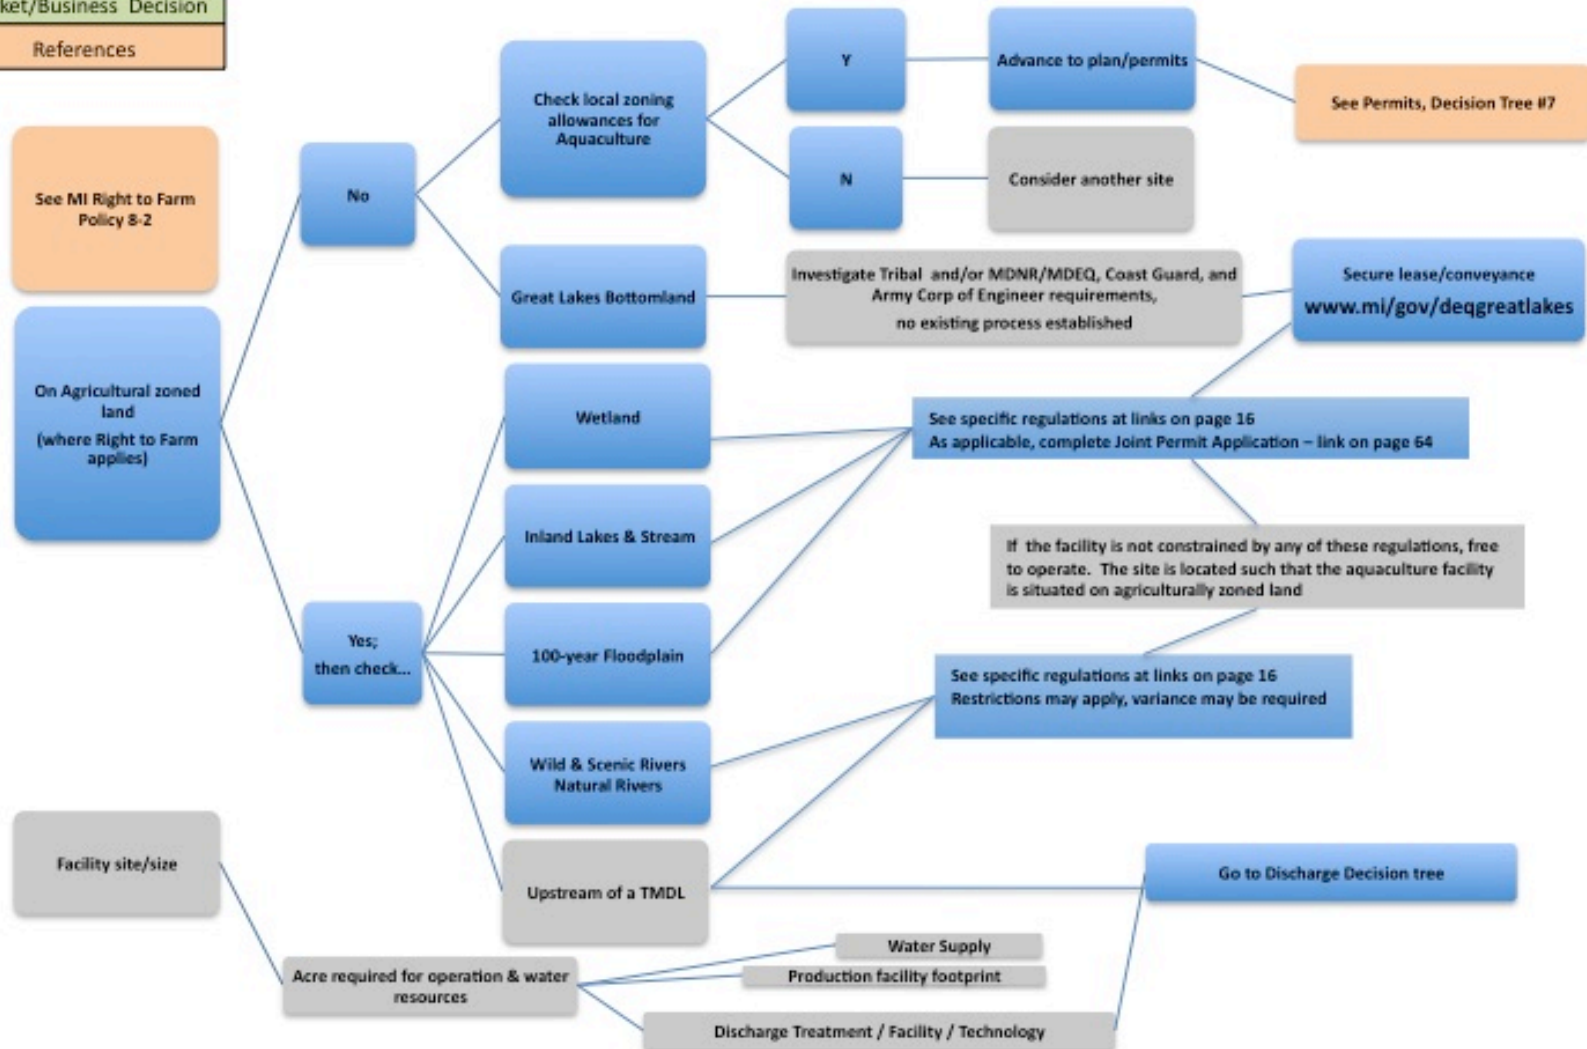 Decision
References
See MI Right to Farm
Policy 8-2
On Agricultural zoned
land
(where Right to Farm
applies)
No
Yes;
then check...
Check local zoning
allowances for
Aquaculture
Great Lakes Bottomland
Y
N
Advance to plan/permits
Consider another site
See Permits, Decision Tree #7
Investigate Tribal and/or MDNR/MDEQ, Coast Guard, and
Army Corp of Engineer requirements,
no existing process established
Secure lease/conveyance
www.mi/gov/deqgreatlakes
Wetland
Inland Lakes & Stream
100-year Floodplain
Wild & Scenic Rivers
Natural Rivers
Upstream of a TMDL
See specific regulations at links on page 16
As applicable, complete Joint Permit Application – link on page 64
If the facility is not constrained by any of these regulations, free
to operate. The site is located such that the aquaculture facility
is situated on agriculturally zoned land
See specific regulations at links on page 16
Restrictions may apply, variance may be required
Go to Discharge Decision tree
Facility site/size
Acre required for operation & water
resources
Water Supply
Production facility footprint
Discharge Treatment / Facility / Technology